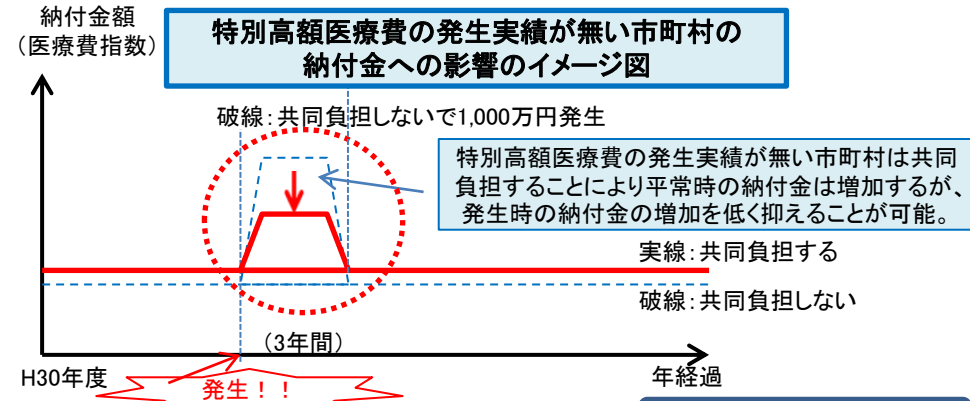 納付金額
（医療費指数）
特別高額医療費の発生実績が無い市町村の
納付金への影響のイメージ図
破線：共同負担しないで1,000万円発生
特別高額医療費の発生実績が無い市町村は共同
負担することにより平常時の納付金は増加するが、
発生時の納付金の増加を低く抑えることが可能。
実線：共同負担する
破線：共同負担しない
（3年間）
H30年度
発生！！
年経過